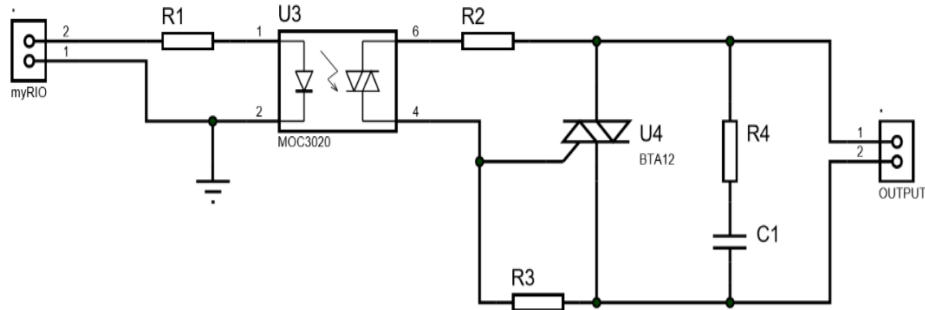 R1
U3
R2
2
1
6
1
myRIO
2
4
MOC3020
U4
BTA12
R4
1
2
OUTPUT
C1
R3